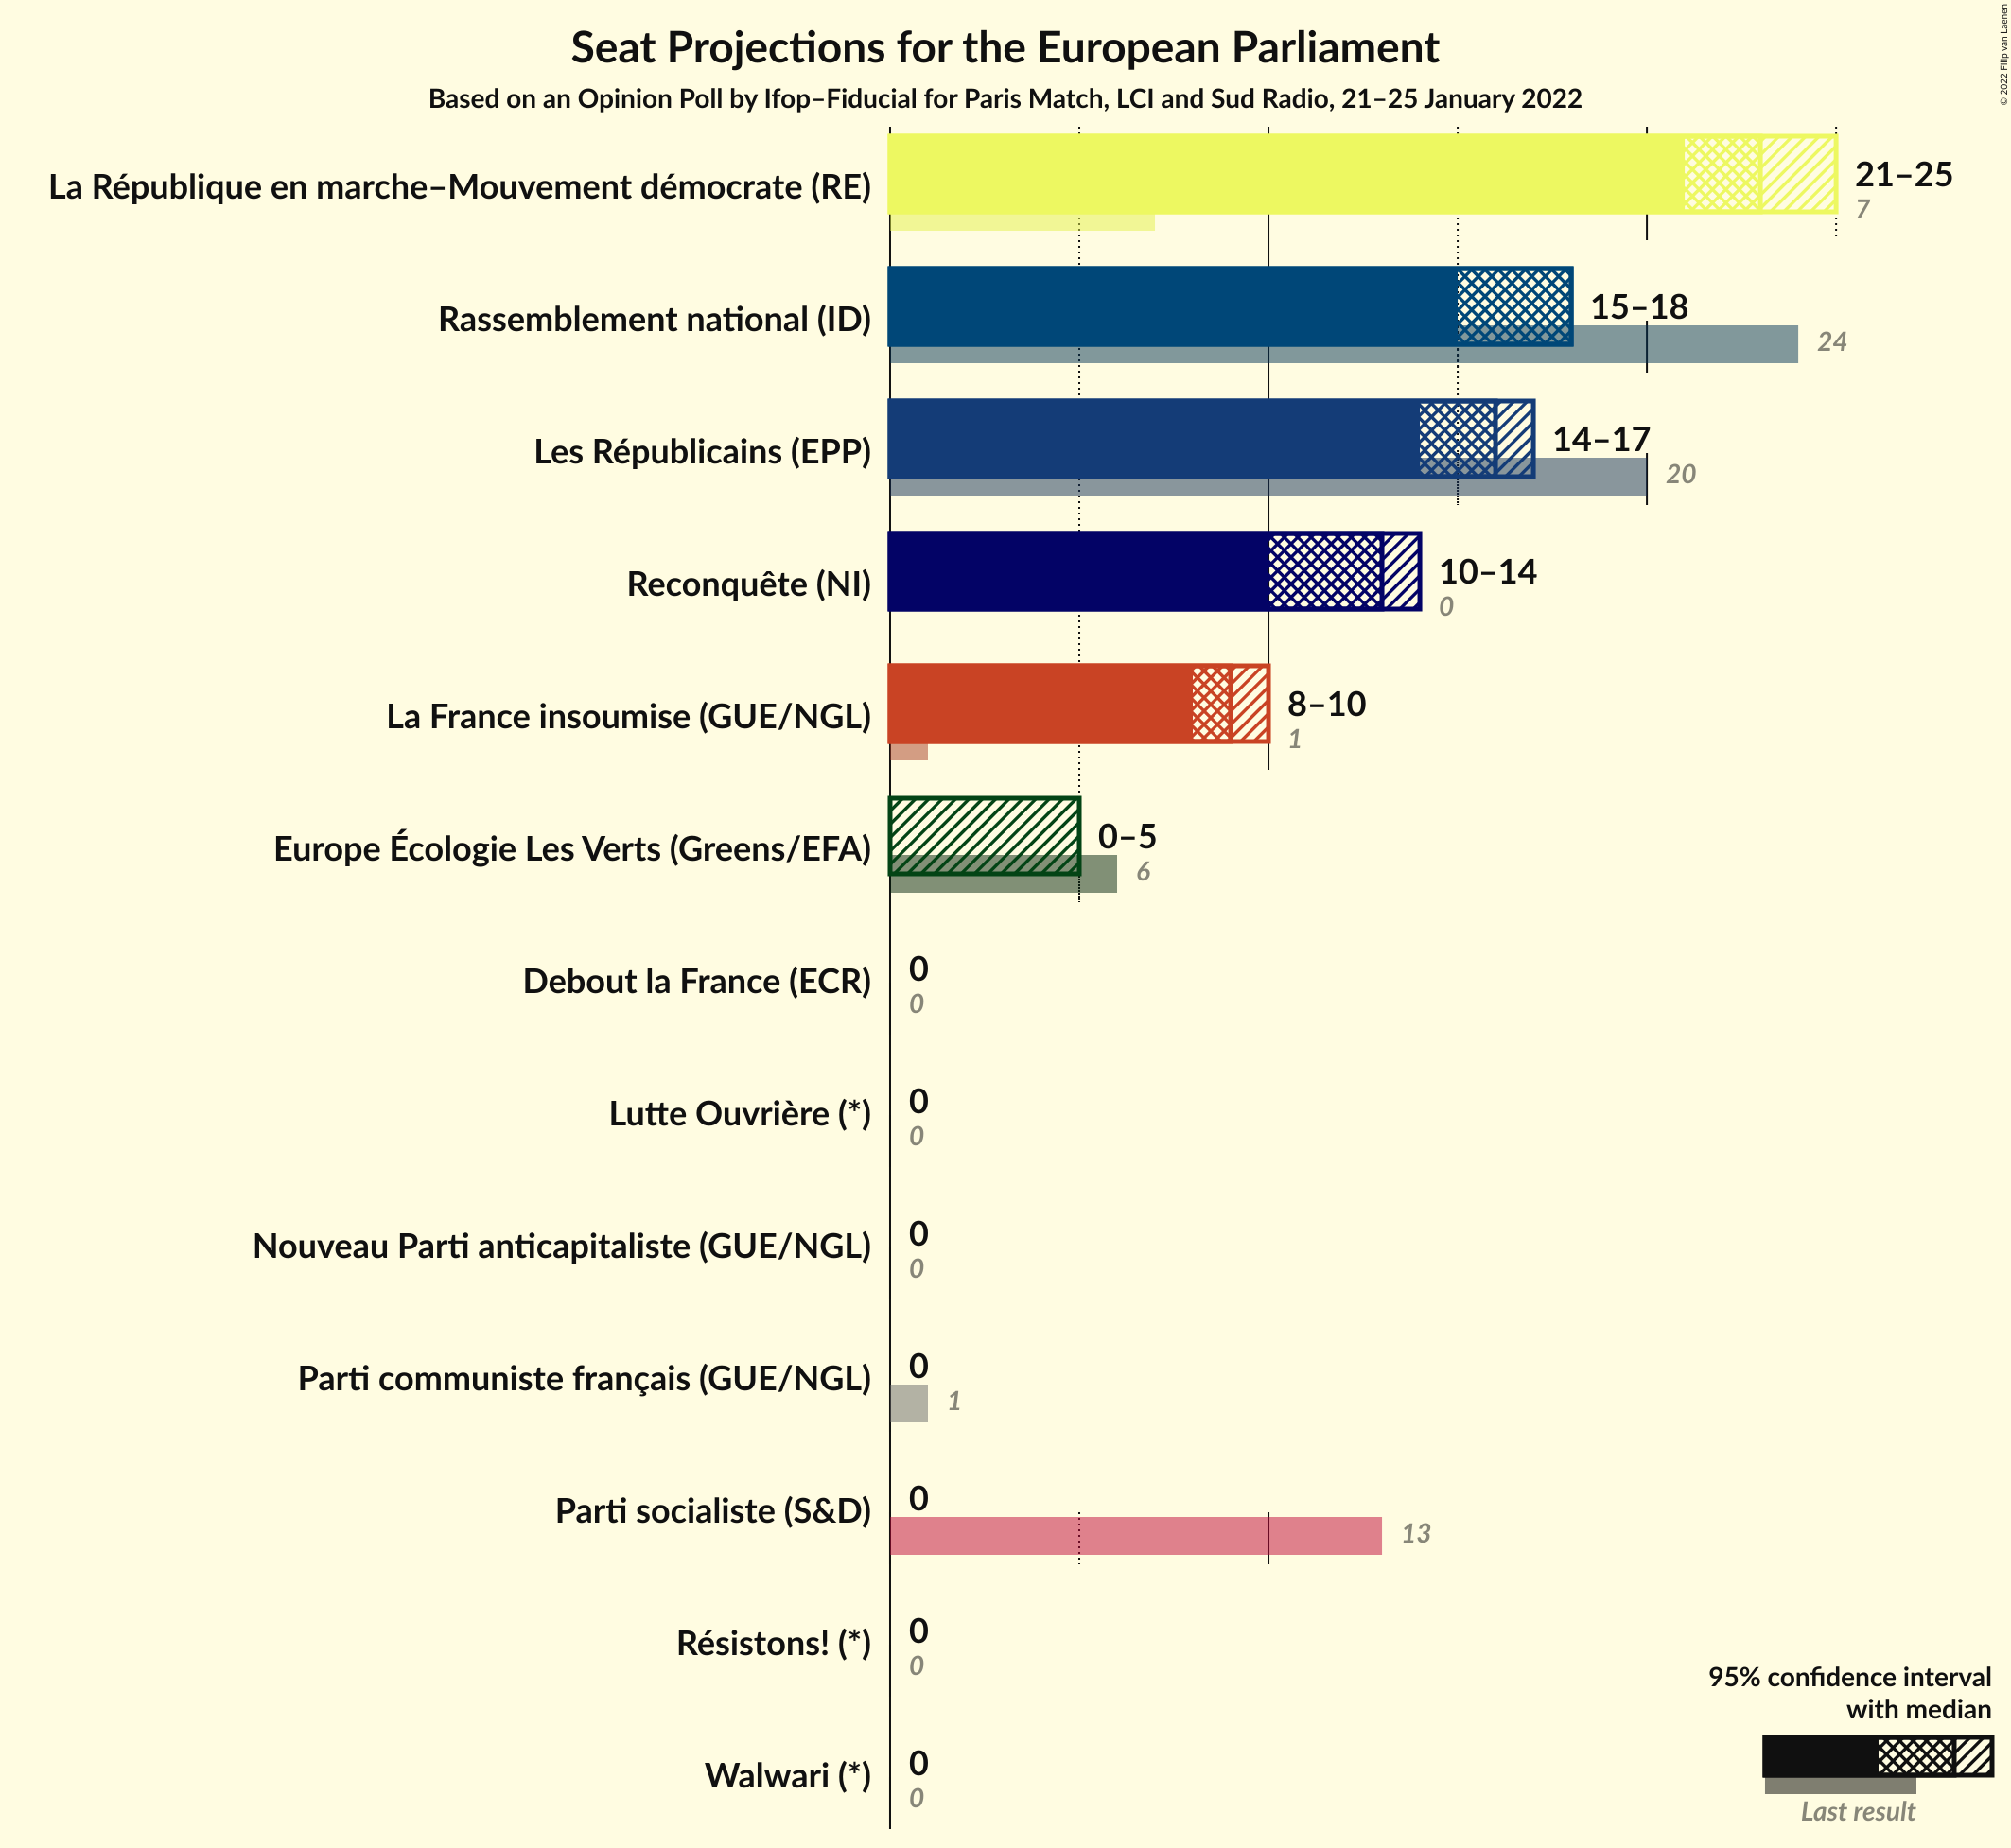 Seat Projections for the European Parliament
Based on an Opinion Poll by Ifop–Fiducial for Paris Match, LCI and Sud Radio, 21–25 January 2022
© 2022 Filip van Laenen
La République en marche–Mouvement démocrate (RE)
21–25
7
Rassemblement national (ID)
15–18
24
Les Républicains (EPP)
14–17
20
Reconquête (NI)
10–14
0
La France insoumise (GUE/NGL)
8–10
1
Europe Écologie Les Verts (Greens/EFA)
0–5
6
Debout la France (ECR)
0
0
Lutte Ouvrière (*)
0
0
Nouveau Parti anticapitaliste (GUE/NGL)
0
0
Parti communiste français (GUE/NGL)
0
1
Parti socialiste (S&D)
0
13
Résistons! (*)
0
0
Walwari (*)
0
0
95% confidence interval
with median
Last result